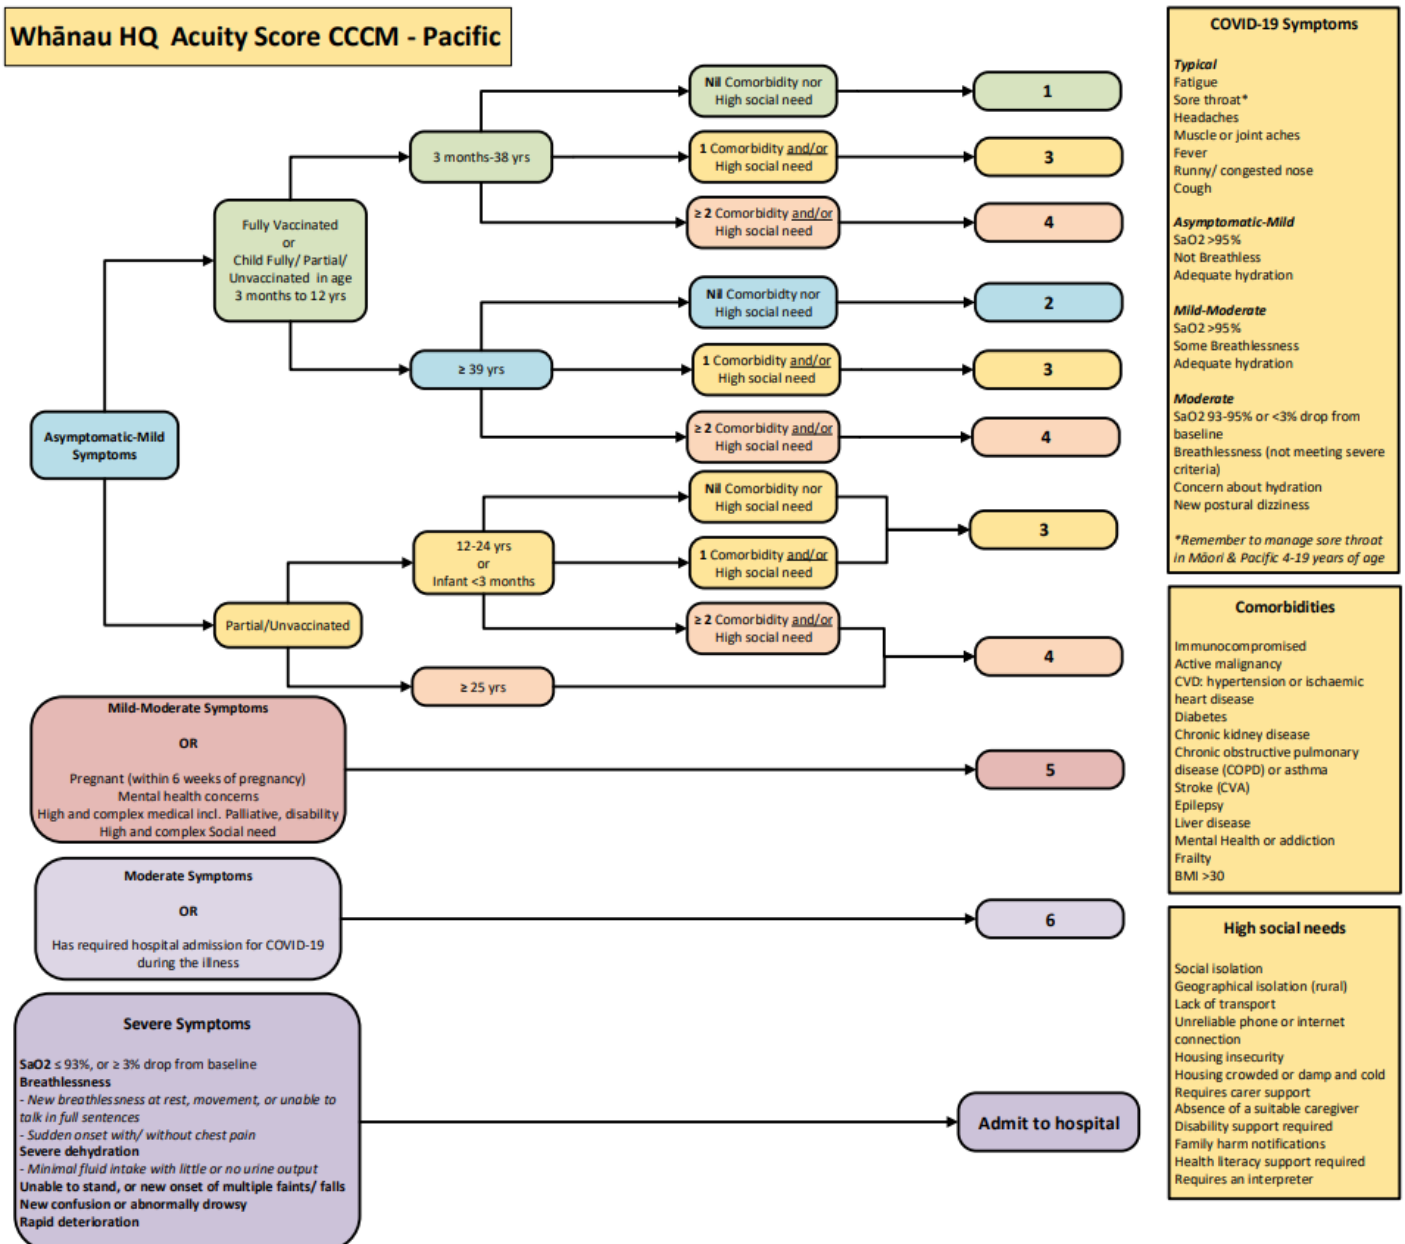 Whānau HQ Acuity Score CCCM - Pacific
Nil Comorbidity nor
High social need
1
3 months-38 yrs
1 Comorbidity and/or
High social need
3
≥ 2 Comorbidity and/or
High social need
4
Fully Vaccinated
or
Child Fully/ Partial/
Unvaccinated in age
3 months to 12 yrs
Nil Comorbidty nor
High social need
2
≥ 39 yrs
1 Comorbidity and/or
High social need
3
≥ 2 Comorbidity and/or
High social need
4
Asymptomatic-Mild
Symptoms
Nil Comorbidity nor
High social need
3
12-24 yrs
or
Infant <3 months
1 Comorbidity and/or
High social need
Partial/Unvaccinated
≥ 2 Comorbidity and/or
High social need
4
≥ 25 yrs
Mild-Moderate Symptoms
OR
Pregnant (within 6 weeks of pregnancy)
Mental health concerns
High and complex medical incl. Palliative, disability
High and complex Social need
5
Moderate Symptoms
OR
Has required hospital admission for COVID-19
during the illness
6
Severe Symptoms
SaO2 ≤ 93%, or ≥ 3% drop from baseline
Breathlessness
- New breathlessness at rest, movement, or unable to
talk in full sentences
- Sudden onset with/ without chest pain
Severe dehydration
- Minimal fluid intake with little or no urine output
Unable to stand, or new onset of multiple faints/ falls
New confusion or abnormally drowsy
Rapid deterioration
Admit to hospital
COVID-19 Symptoms
Typical
Fatigue
Sore throat*
Headaches
Muscle or joint aches
Fever
Runny/ congested nose
Cough
Asymptomatic-Mild
SaO2 >95%
Not Breathless
Adequate hydration
Mild-Moderate
SaO2 >95%
Some Breathlessness
Adequate hydration
Moderate
SaO2 93-95% or <3% drop from
baseline
Breathlessness (not meeting severe
criteria)
Concern about hydration
New postural dizziness
*Remember to manage sore throat
in Māori & Pacific 4-19 years of age
Comorbidities
Immunocompromised
Active malignancy
CVD: hypertension or ischaemic
heart disease
Diabetes
Chronic kidney disease
Chronic obstructive pulmonary
disease (COPD) or asthma
Stroke (CVA)
Epilepsy
Liver disease
Mental Health or addiction
Frailty
BMI >30
High social needs
Social isolation
Geographical isolation (rural)
Lack of transport
Unreliable phone or internet
connection
Housing insecurity
Housing crowded or damp and cold
Requires carer support
Absence of a suitable caregiver
Disability support required
Family harm notifications
Health literacy support required
Requires an interpreter